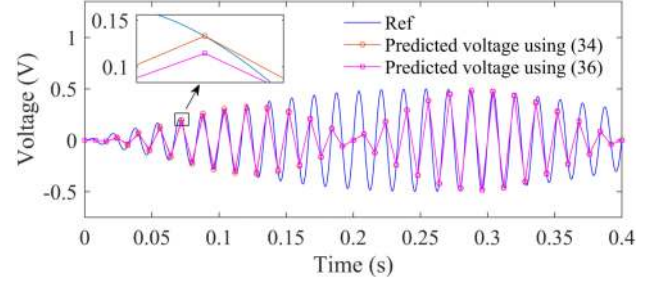 0.15
0.1
Ref
Predicted voltage using (34)
Predicted voltage using (36)
Voltage (V)
1
0.5
0
-0.5
0 0.05 0.1 0.15 0.2 0.25 0.3 0.35 0.4
Time (s)